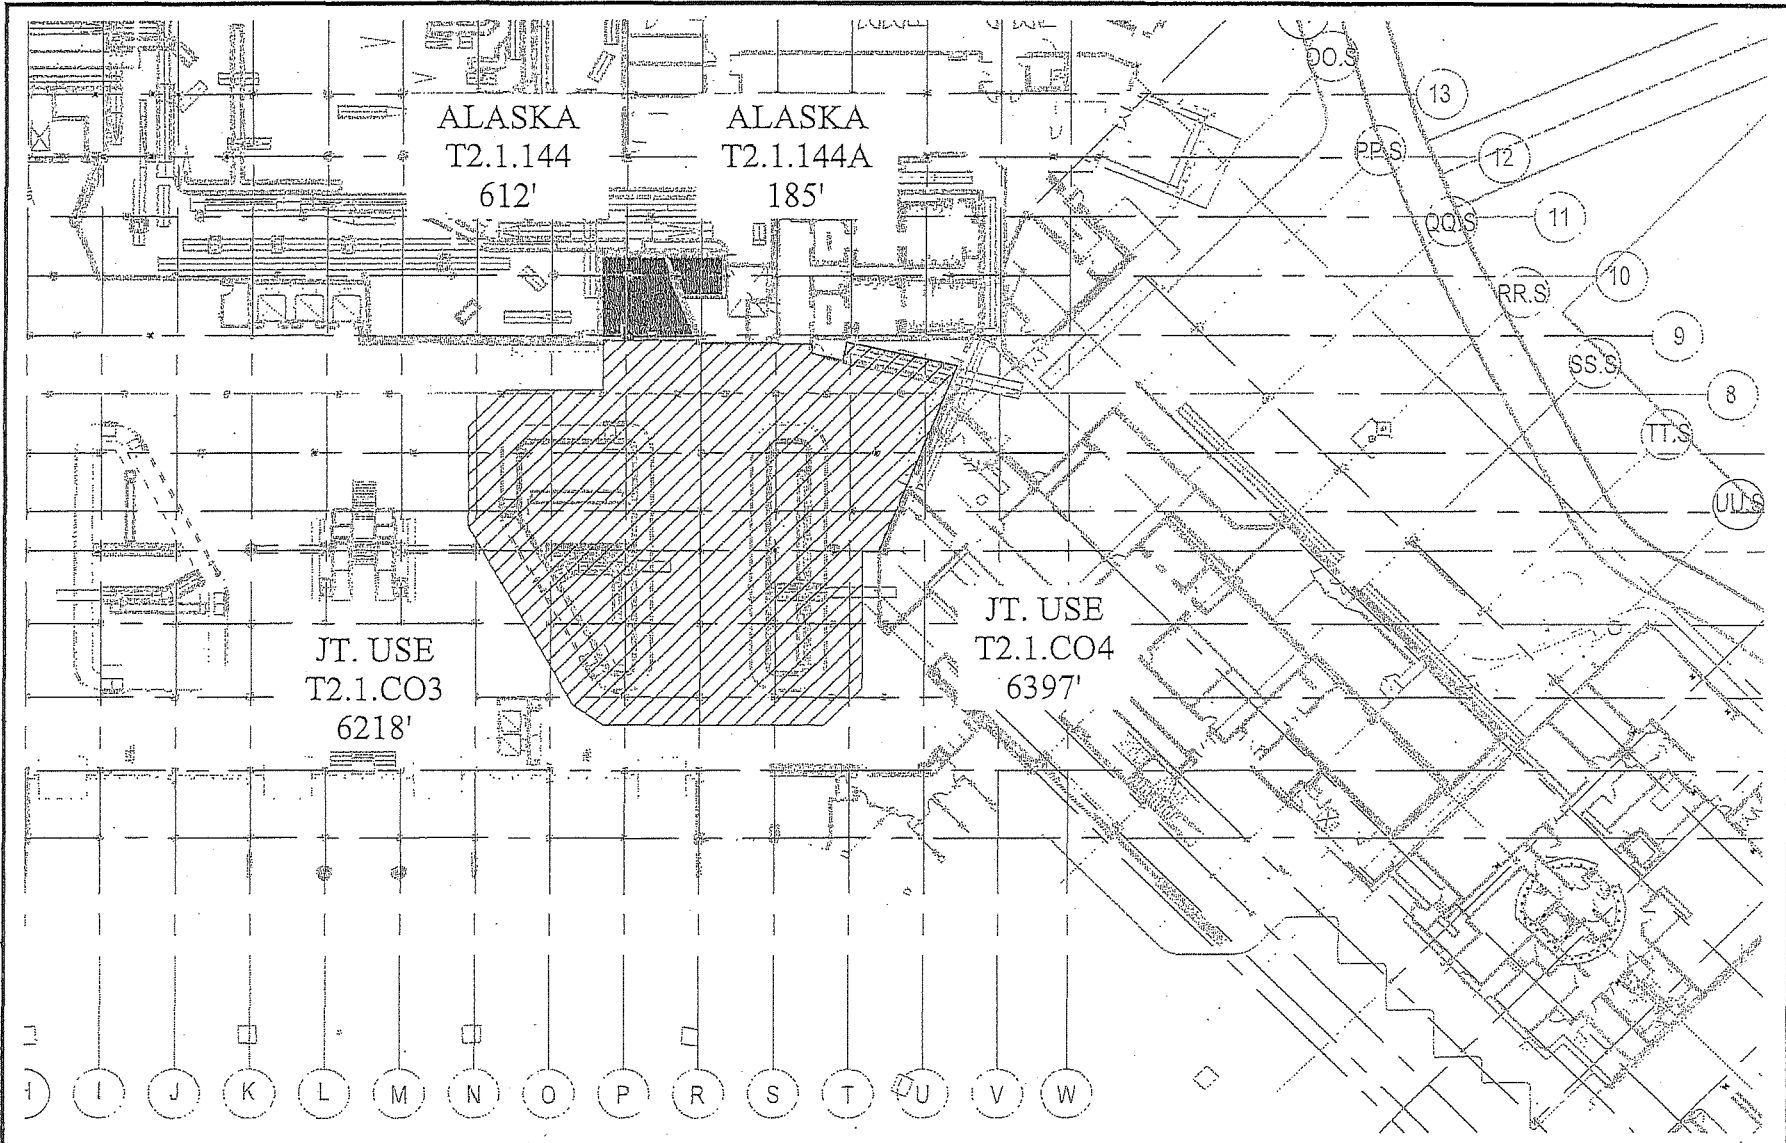 OO.S
13
ALASKA
T2.1.144
612'
ALASKA
T2.1.144A
185'
PP.S
12
QQ.S
11
RR.S
10
9
SS.S
8
TT.S
UU.S
JT. USE
T2.1.CO3
6218'
JT. USE
T2.1.CO4
6397'
H I J K L M N O P R S T U V W